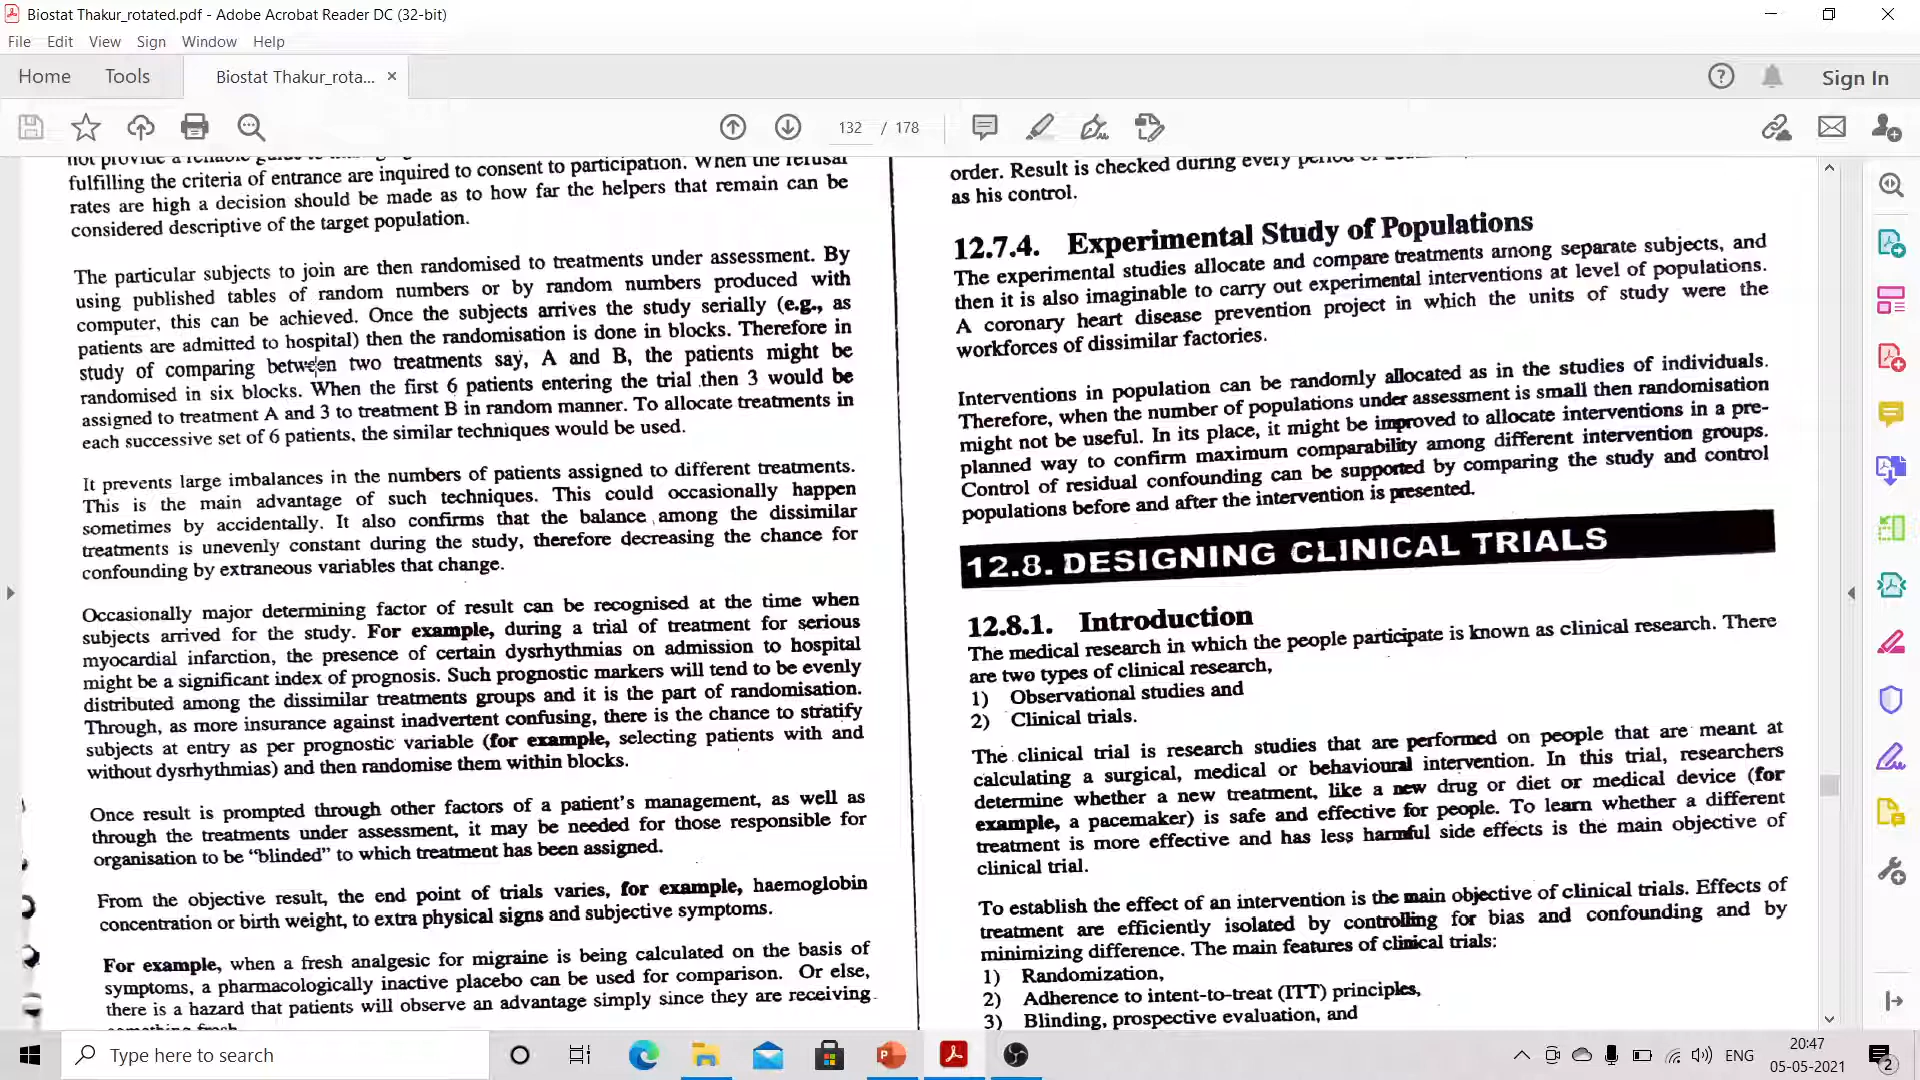 Biostat Thakur_rotated.pdf - Adobe Acrobat Reader DC (32-bit)
File Edit View Sign Window Help
Home Tools Biostat Thakur_rota... × Sign In
132 / 178
fulfilling the criteria of entrance are inquired to consent to participation. When the refusal
rates are high a decision should be made as to how far the helpers that remain can be
considered descriptive of the target population.
The particular subjects to join are then randomised to treatments under assessment. By
using published tables of random numbers or by random numbers produced with
computer, this can be achieved. Once the subjects arrives the study serially (e.g., as
patients are admitted to hospital) then the randomisation is done in blocks. Therefore in
study of comparing between two treatments say, A and B, the patients might be
randomised in six blocks. When the first 6 patients entering the trial then 3 would be
assigned to treatment A and 3 to treatment B in random manner. To allocate treatments in
each successive set of 6 patients, the similar techniques would be used.
It prevents large imbalances in the numbers of patients assigned to different treatments.
This is the main advantage of such techniques. This could occasionally happen
sometimes by accidentally. It also confirms that the balance among the dissimilar
treatments is unevenly constant during the study, therefore decreasing the chance for
confounding by extraneous variables that change.
Occasionally major determining factor of result can be recognised at the time when
subjects arrived for the study. For example, during a trial of treatment for serious
myocardial infarction, the presence of certain dysrhythmias on admission to hospital
might be a significant index of prognosis. Such prognostic markers will tend to be evenly
distributed among the dissimilar treatments groups and it is the part of randomisation.
Through, as more insurance against inadvertent confusing, there is the chance to stratify
subjects at entry as per prognostic variable (for example, selecting patients with and
without dysrhythmias) and then randomise them within blocks.
Once result is prompted through other factors of a patient's management, as well as
through the treatments under assessment, it may be needed for those responsible for
organisation to be "blinded" to which treatment has been assigned.
From the objective result, the end point of trials varies, for example, haemoglobin
concentration or birth weight, to extra physical signs and subjective symptoms.
For example, when a fresh analgesic for migraine is being calculated on the basis of
symptoms, a pharmacologically inactive placebo can be used for comparison. Or else,
there is a hazard that patients will observe an advantage simply since they are receiving
something fresh.
order. Result is checked during every period of
as his control.
12.7.4. Experimental Study of Populations
The experimental studies allocate and compare treatments among separate subjects, and
then it is also imaginable to carry out experimental interventions at level of populations.
A coronary heart disease prevention project in which the units of study were the
workforces of dissimilar factories.
Interventions in population can be randomly allocated as in the studies of individuals.
Therefore, when the number of populations under assessment is small then randomisation
might not be useful. In its place, it might be improved to allocate interventions in a pre-
planned way to confirm maximum comparability among different intervention groups.
Control of residual confounding can be supported by comparing the study and control
populations before and after the intervention is presented.
12.8. DESIGNING CLINICAL TRIALS
12.8.1. Introduction
The medical research in which the people participate is known as clinical research. There
are two types of clinical research,
1) Observational studies and
2) Clinical trials.
The clinical trial is research studies that are performed on people that are meant at
calculating a surgical, medical or behavioural intervention. In this trial, researchers
determine whether a new treatment, like a new drug or diet or medical device (for
example, a pacemaker) is safe and effective for people. To learn whether a different
treatment is more effective and has less harmful side effects is the main objective of
clinical trial.
To establish the effect of an intervention is the main objective of clinical trials. Effects of
treatment are efficiently isolated by controlling for bias and confounding and by
minimizing difference. The main features of clinical trials:
1) Randomization,
2) Adherence to intent-to-treat (ITT) principles,
3) Blinding, prospective evaluation, and
Type here to search
ENG
20:47
05-05-2021
2